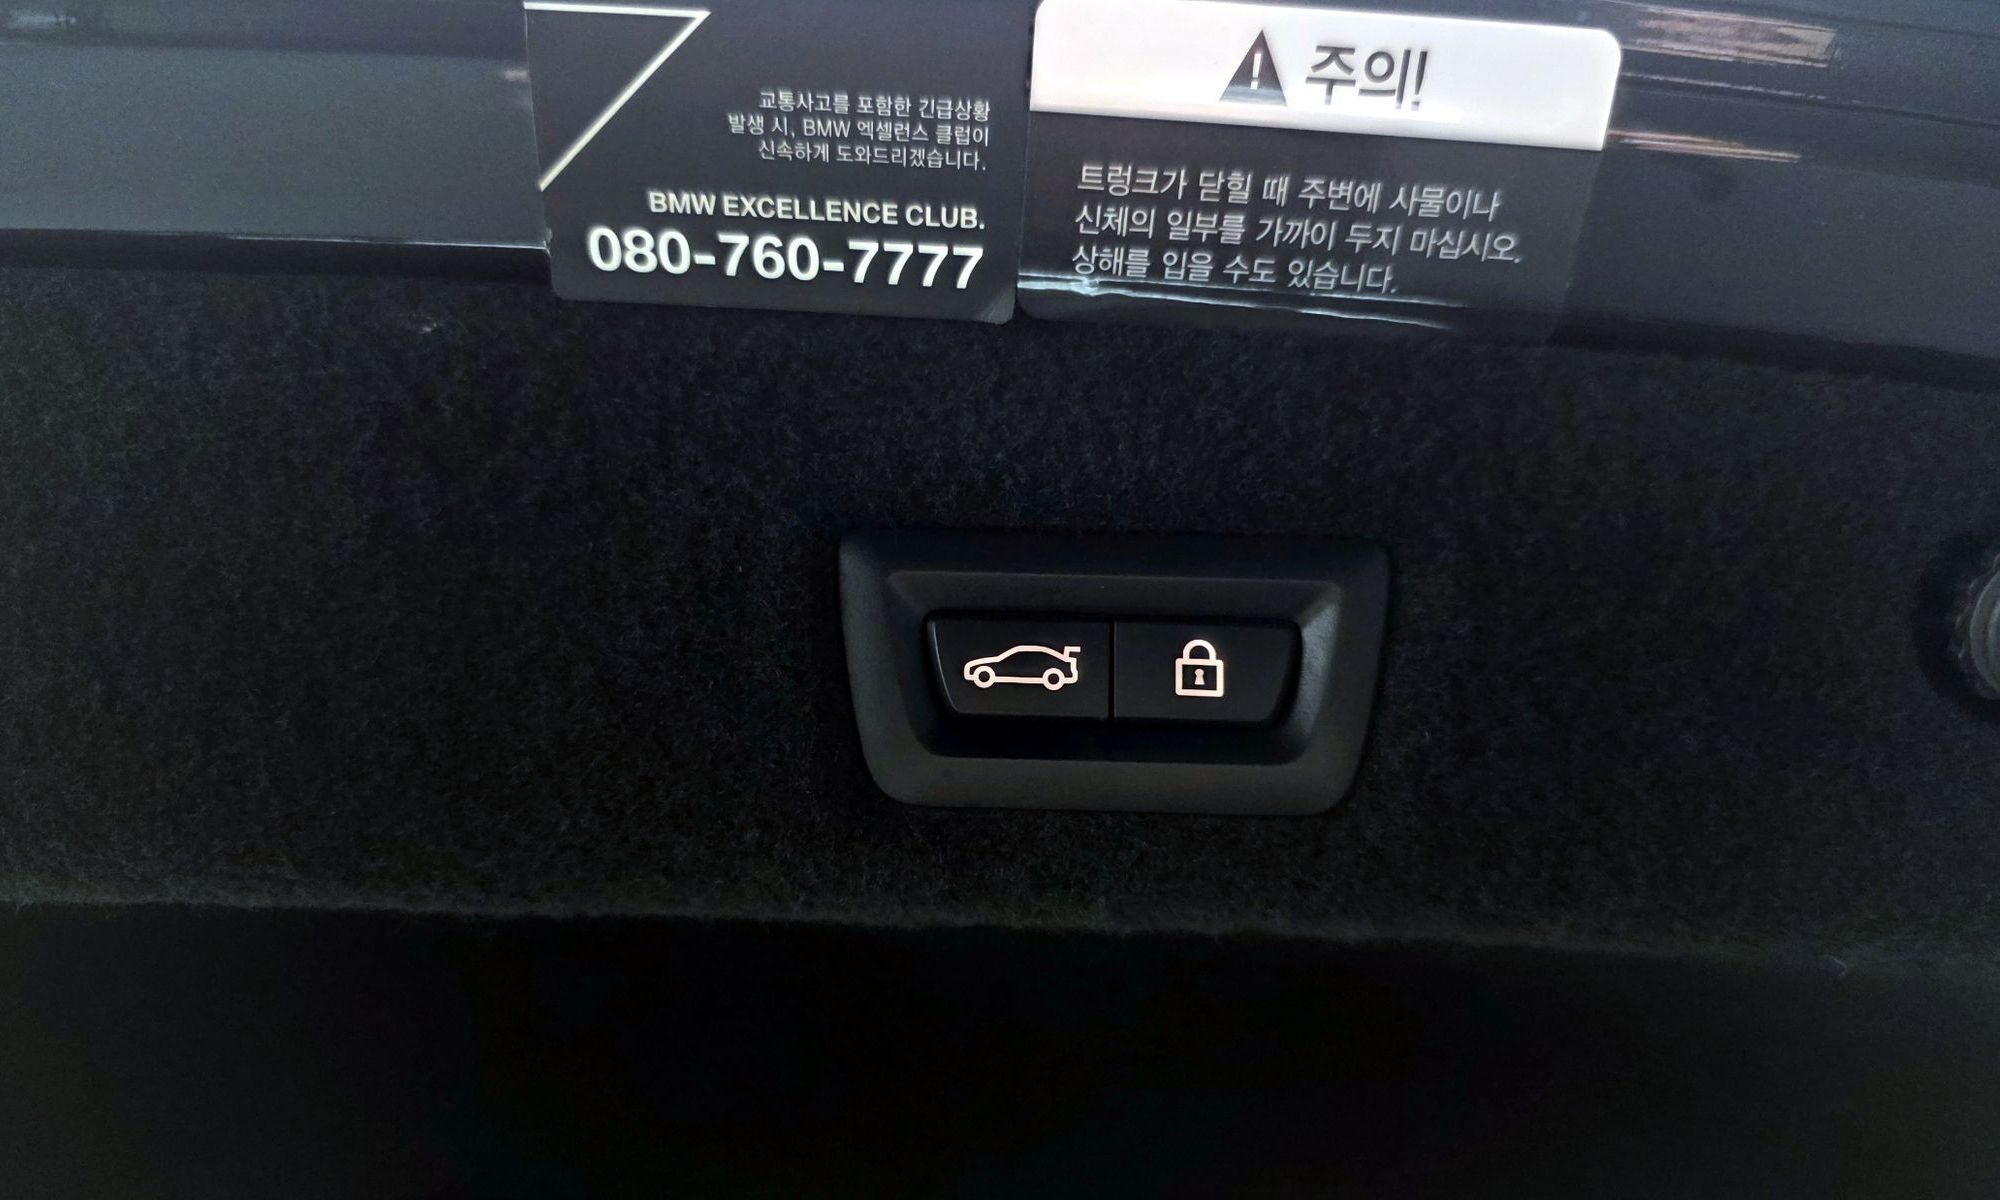 교통사고를 포함한 긴급상황
발생 시, BMW 엑셀런스 클럽이
신속하게 도와드리겠습니다.
BMW EXCELLENCE CLUB.
080-760-7777
주의!
트렁크가 닫힐 때 주변에 사물이나
신체의 일부를 가까이 두지 마십시오.
상해를 입을 수도 있습니다.